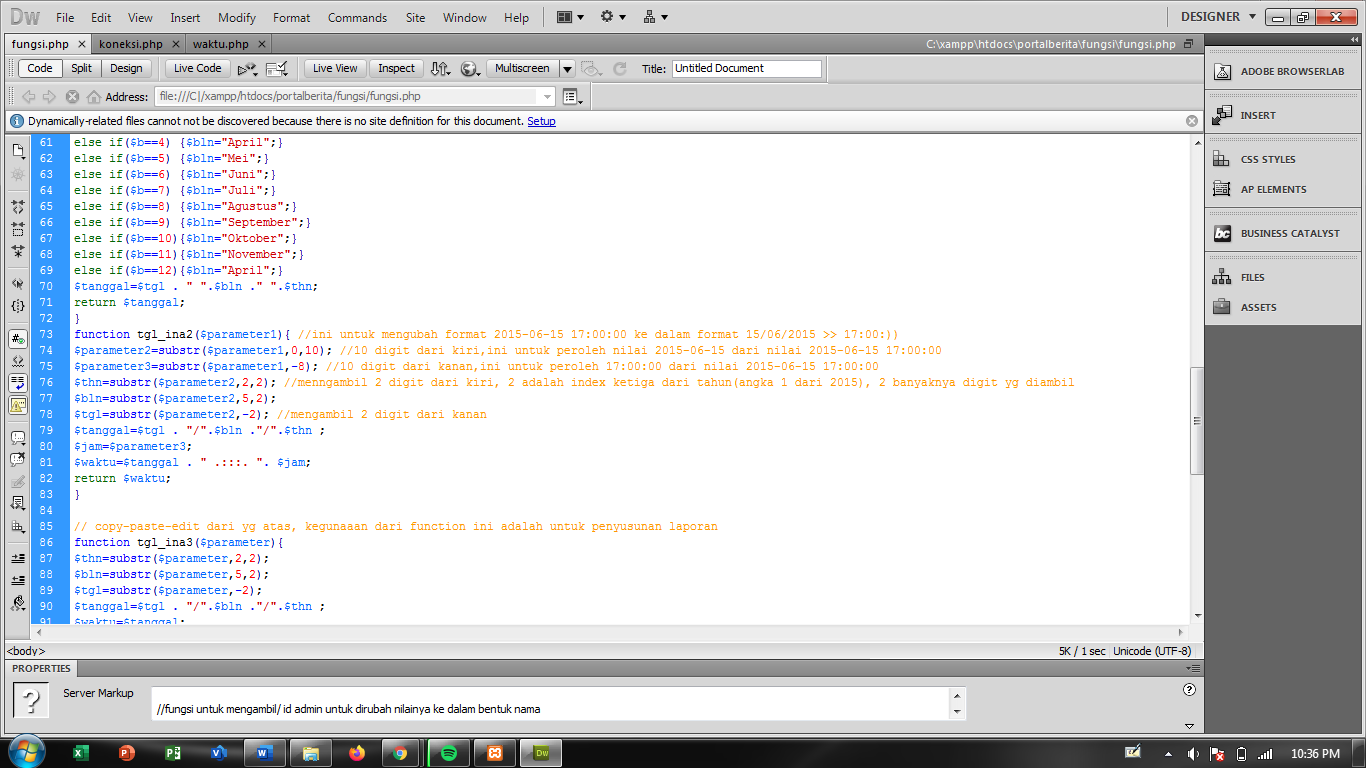 Dw File Edit View Insert Modify Format Commands Site Window Help DESIGNER
fungsi.php koneksi.php waktu.php C:\xampp\htdocs\portalberita\fungsi\fungsi.php
Code Split Design Live Code Live View Inspect Multiscreen Title: Untitled Document
Address: file:///C|/xampp/htdocs/portalberita/fungsi/fungsi.php
Dynamically-related files cannot not be discovered because there is no site definition for this document. Setup
61 else if($b==4) {$bln="April";}
62 else if($b==5) {$bln="Mei";}
63 else if($b==6) {$bln="Juni";}
64 else if($b==7) {$bln="Juli";}
65 else if($b==8) {$bln="Agustus";}
66 else if($b==9) {$bln="September";}
67 else if($b==10){$bln="Oktober";}
68 else if($b==11){$bln="November";}
69 else if($b==12){$bln="April";}
70 $tanggal=$tgl . " ".$bln ." ".$thn;
71 return $tanggal;
72 }
73 function tgl_ina2($parameter1){ //ini untuk mengubah format 2015-06-15 17:00:00 ke dalam format 15/06/2015 >> 17:00:))
74 $parameter2=substr($parameter1,0,10); //10 digit dari kiri,ini untuk peroleh nilai 2015-06-15 dari nilai 2015-06-15 17:00:00
75 $parameter3=substr($parameter1,-8); //10 digit dari kanan,ini untuk peroleh 17:00:00 dari nilai 2015-06-15 17:00:00
76 $thn=substr($parameter2,2,2); //menngambil 2 digit dari kiri, 2 adalah index ketiga dari tahun(angka 1 dari 2015), 2 banyaknya digit yg diambil
77 $bln=substr($parameter2,5,2);
78 $tgl=substr($parameter2,-2); //mengambil 2 digit dari kanan
79 $tanggal=$tgl . "/".$bln ."/".$thn ;
80 $jam=$parameter3;
81 $waktu=$tanggal . " .:::. ". $jam;
82 return $waktu;
83 }
84
85 // copy-paste-edit dari yg atas, kegunaaan dari function ini adalah untuk penyusunan laporan
86 function tgl_ina3($parameter){
87 $thn=substr($parameter,2,2);
88 $bln=substr($parameter,5,2);
89 $tgl=substr($parameter,-2);
90 $tanggal=$tgl . "/".$bln ."/".$thn ;
91 $waktu=$tanggal;
<body> 5K / 1 sec Unicode (UTF-8)
PROPERTIES
Server Markup
//fungsi untuk mengambil/ id admin untuk dirubah nilainya ke dalam bentuk nama
ADOBE BROWSERLAB
INSERT
CSS STYLES
AP ELEMENTS
bc BUSINESS CATALYST
FILES
ASSETS
Dw
10:36 PM